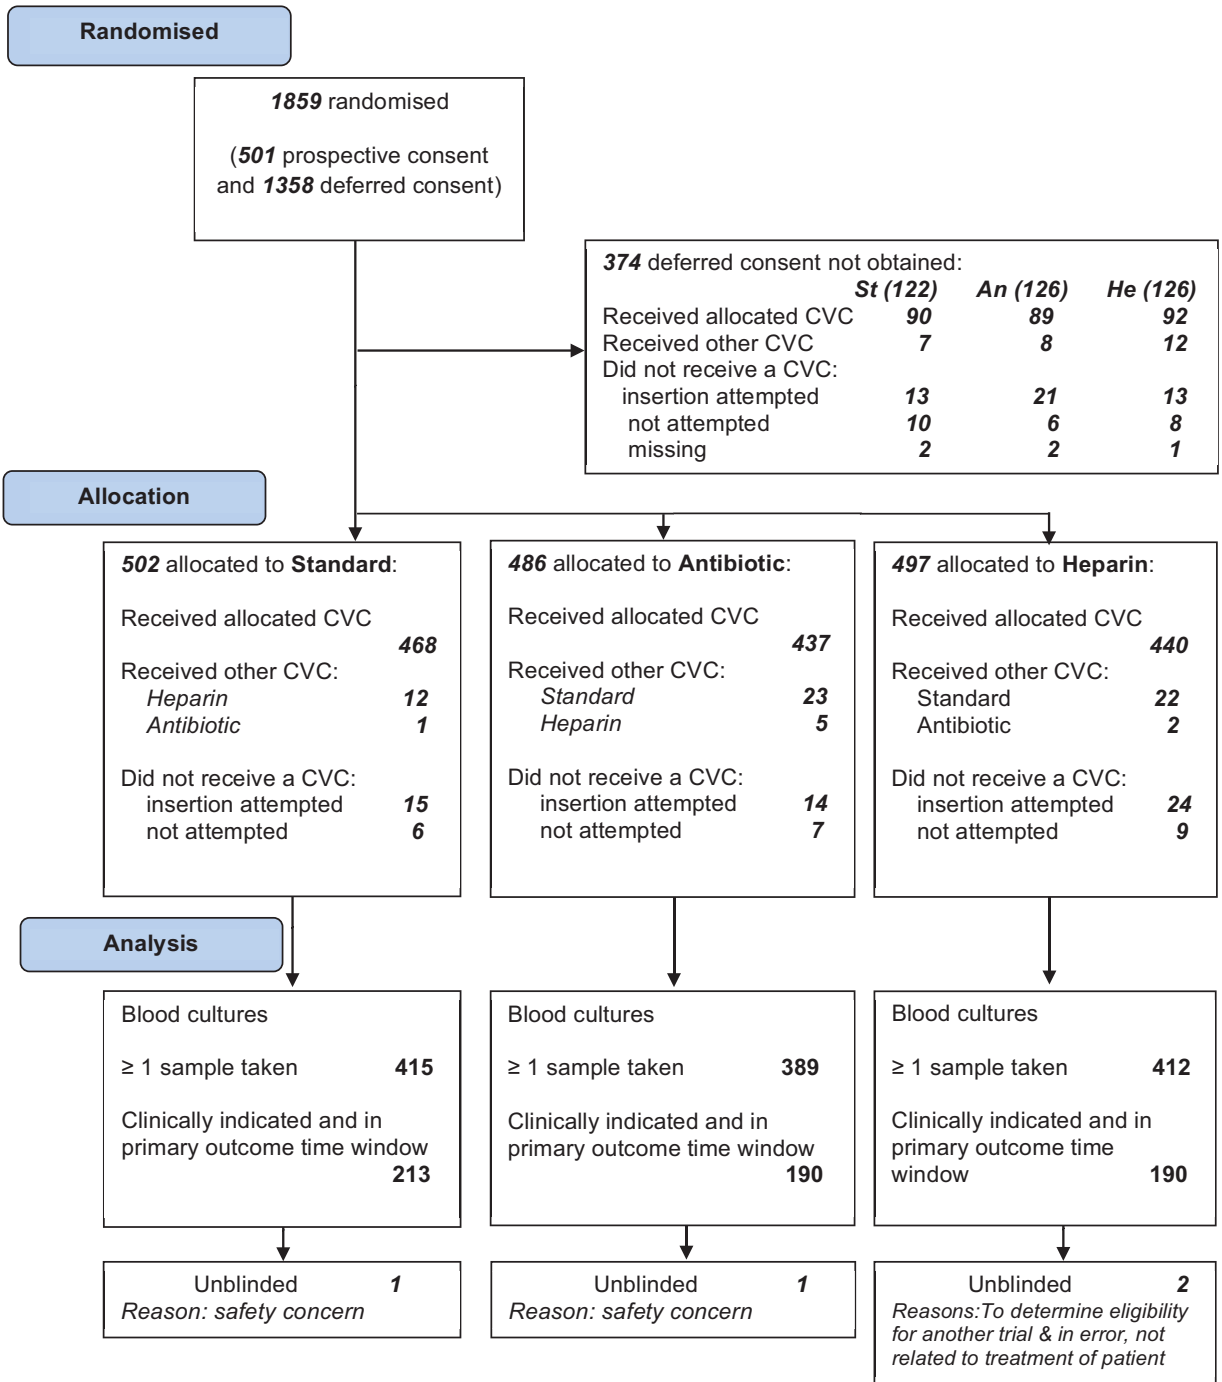 Randomised
1859 randomised
(501 prospective consent
and 1358 deferred consent)
374 deferred consent not obtained:
St (122) An (126) He (126)
Received allocated CVC 90 89 92
Received other CVC 7 8 12
Did not receive a CVC:
insertion attempted 13 21 13
not attempted 10 6 8
missing 2 2 1
Allocation
502 allocated to Standard:
Received allocated CVC
468
Received other CVC:
Heparin 12
Antibiotic 1
Did not receive a CVC:
insertion attempted 15
not attempted 6
486 allocated to Antibiotic:
Received allocated CVC
437
Received other CVC:
Standard 23
Heparin 5
Did not receive a CVC:
insertion attempted 14
not attempted 7
497 allocated to Heparin:
Received allocated CVC
440
Received other CVC:
Standard 22
Antibiotic 2
Did not receive a CVC:
insertion attempted 24
not attempted 9
Analysis
Blood cultures
≥ 1 sample taken 415
Clinically indicated and in
primary outcome time window
213
Blood cultures
≥ 1 sample taken 389
Clinically indicated and in
primary outcome time window
190
Blood cultures
≥ 1 sample taken 412
Clinically indicated and in
primary outcome time
window 190
Unblinded 1
Reason: safety concern
Unblinded 1
Reason: safety concern
Unblinded 2
Reasons:To determine eligibility
for another trial & in error, not
related to treatment of patient